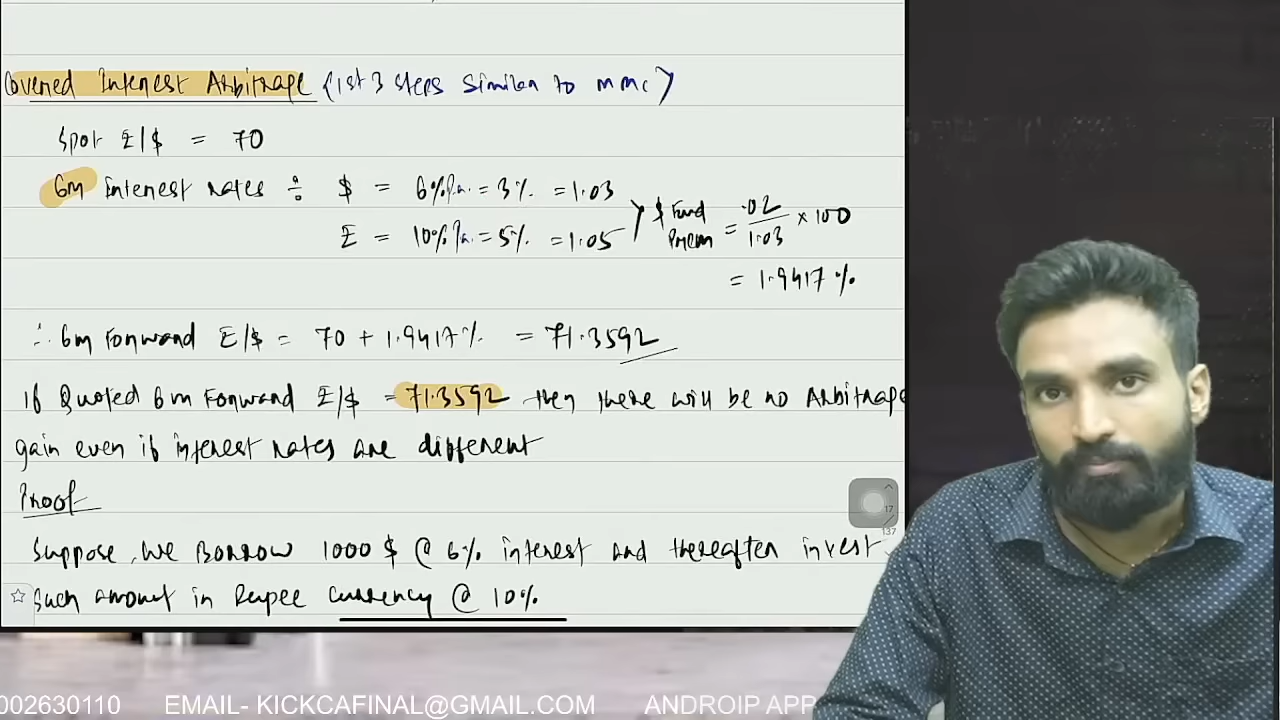 Covered Interest Arbitrage (1st 3 steps similar to MMC)
Spot ₹/$ = 70
6m interest rates ÷ $ = 6% P.a. = 3% = 1.03
₹ = 10% P.a. = 5% = 1.05
$ Fwd Prem = .02/1.03 × 100
= 1.9417%
∴ 6m Forward ₹/$ = 70 + 1.9417% = 71.3592
If Quoted 6m Forward ₹/$ = 71.3592 then there will be no Arbitrage
gain even if interest rates are different
Proof
17
137
Suppose, We Borrow 1000 $ @ 6% interest and thereafter invest
Such amount in Rupee currency @ 10%
002630110 EMAIL- KICKCAFINAL@GMAIL.COM ANDROIP APP